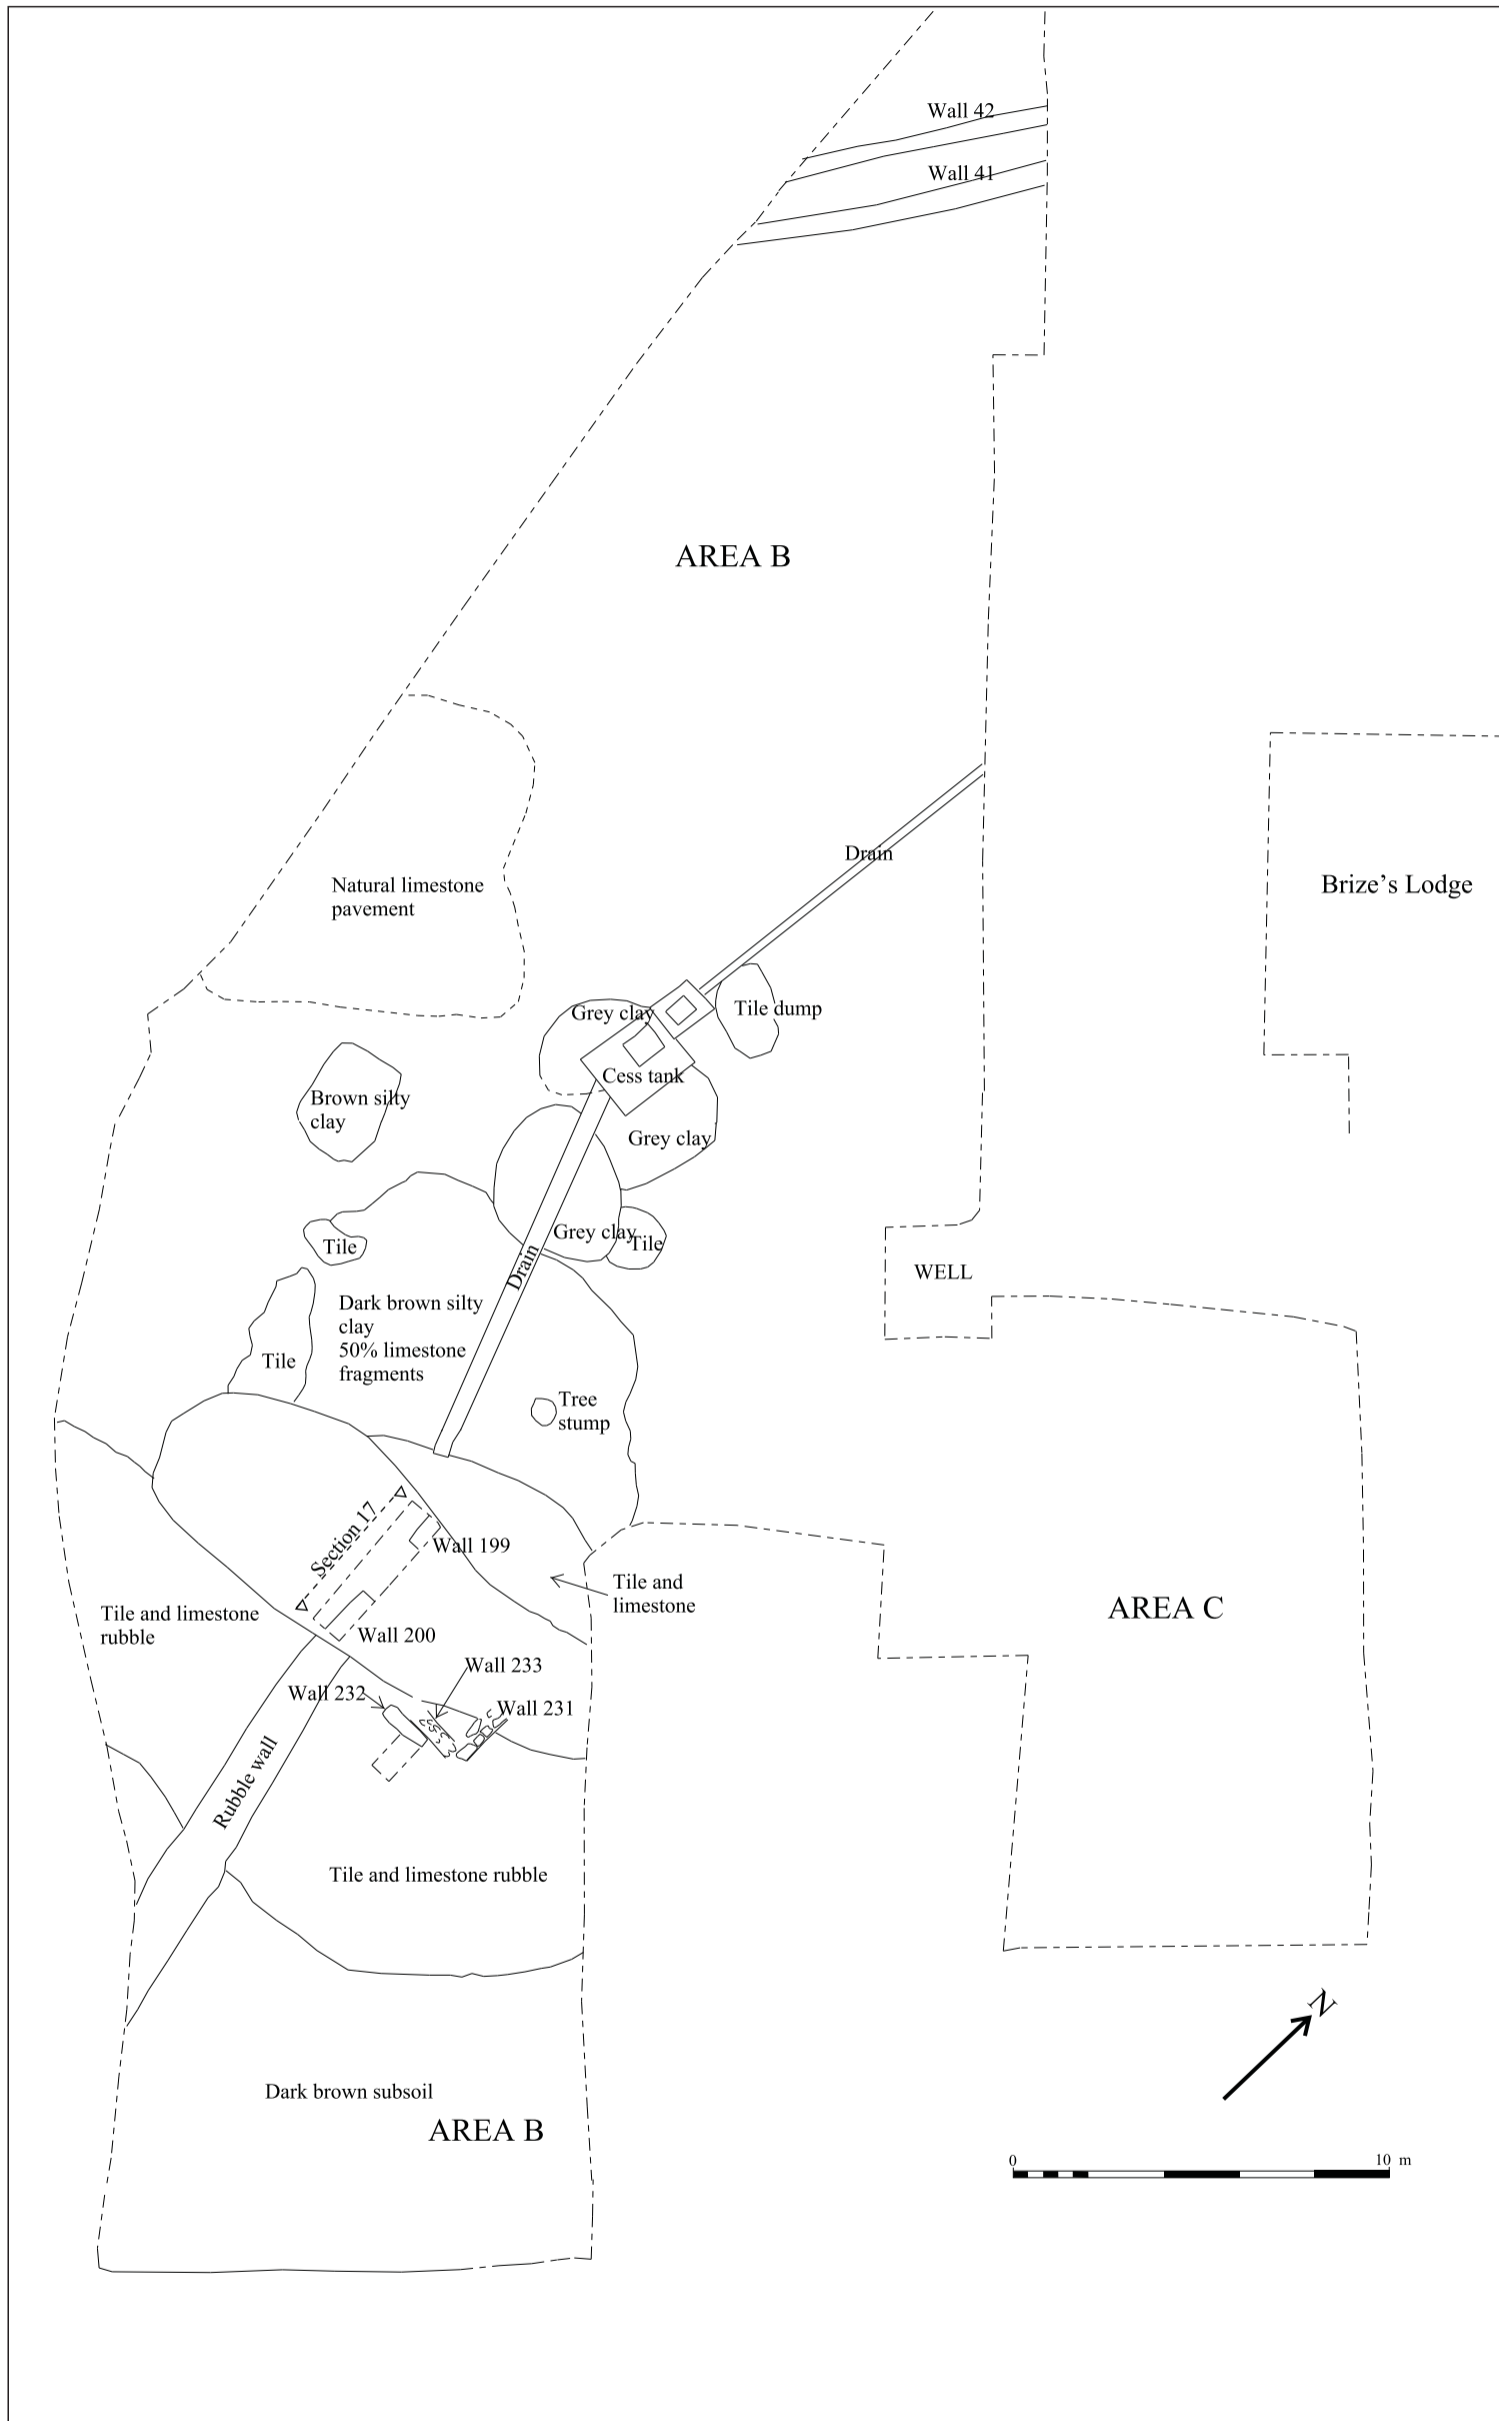 Wall 42
Wall 41
AREA B
Drain
Natural limestone
pavement
Brize’s Lodge
Grey clay
Tile dump
Cess tank
Brown silty
clay
Grey clay
Grey clay
Tile
Tile
Drain
WELL
Dark brown silty
clay
50% limestone
fragments
Tile
Tree
stump
Section 17
Wall 199
Tile and
limestone
AREA C
Tile and limestone
rubble
Wall 200
Wall 233
Wall 232
Wall 231
Rubble wall
Tile and limestone rubble
N
Dark brown subsoil
AREA B
0 10 m